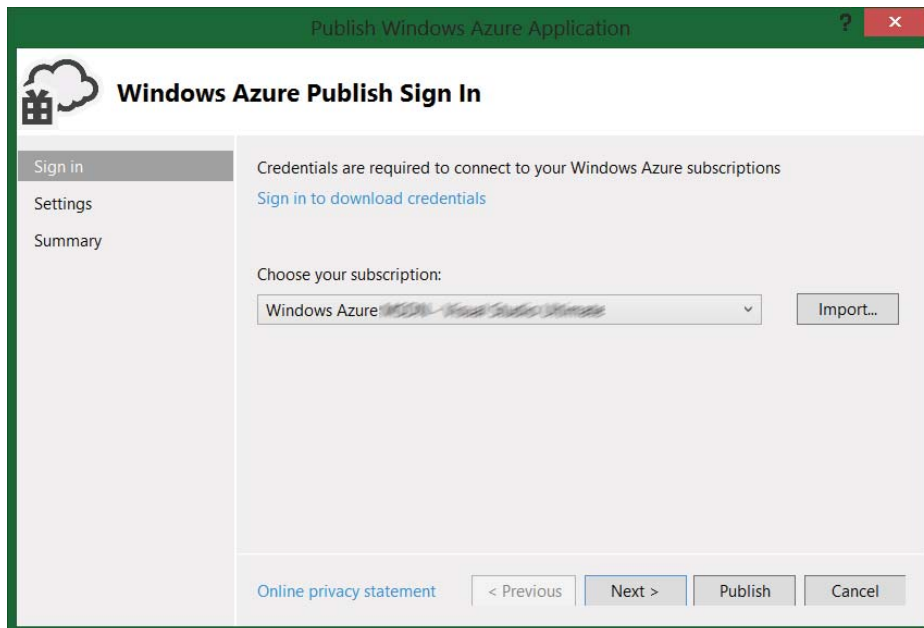 Publish Windows Azure Application
?
Windows Azure Publish Sign In
Sign in
Settings
Summary
Credentials are required to connect to your Windows Azure subscriptions
Sign in to download credentials
Choose your subscription:
Windows Azure
Import...
Online privacy statement
< Previous
Next >
Publish
Cancel